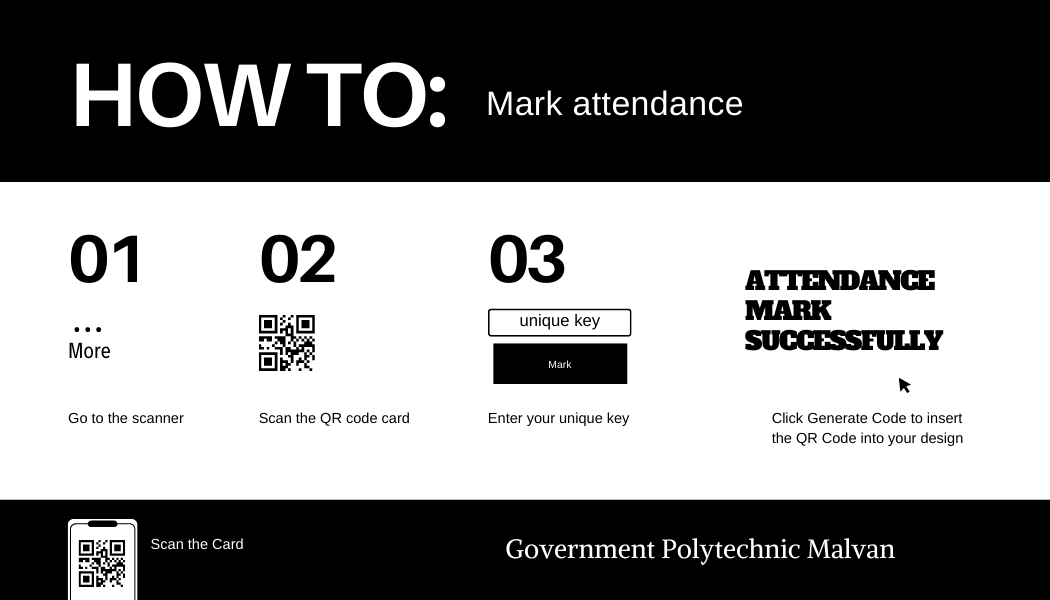 HOW TO:
Mark attendance
01
02
03
...
More
unique key
Mark
ATTENDANCE
MARK
SUCCESSFULLY
Go to the scanner
Scan the QR code card
Enter your unique key
Click Generate Code to insert
the QR Code into your design
Scan the Card
Government Polytechnic Malvan